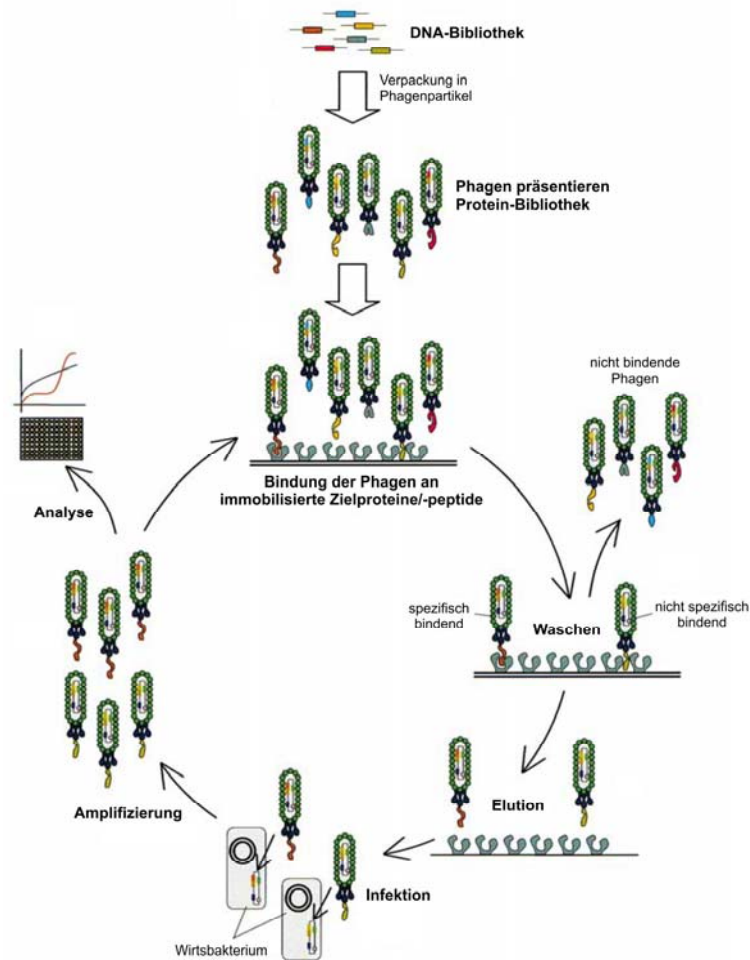 DNA-Bibliothek
Verpackung in
Phagenpartikel
Phagen präsentieren
Protein-Bibliothek
nicht bindende
Phagen
Bindung der Phagen an
immobilisierte Zielproteine/-peptide
Analyse
spezifisch
bindend
Waschen
nicht spezifisch
bindend
Elution
Amplifizierung
Infektion
Wirtsbakterium